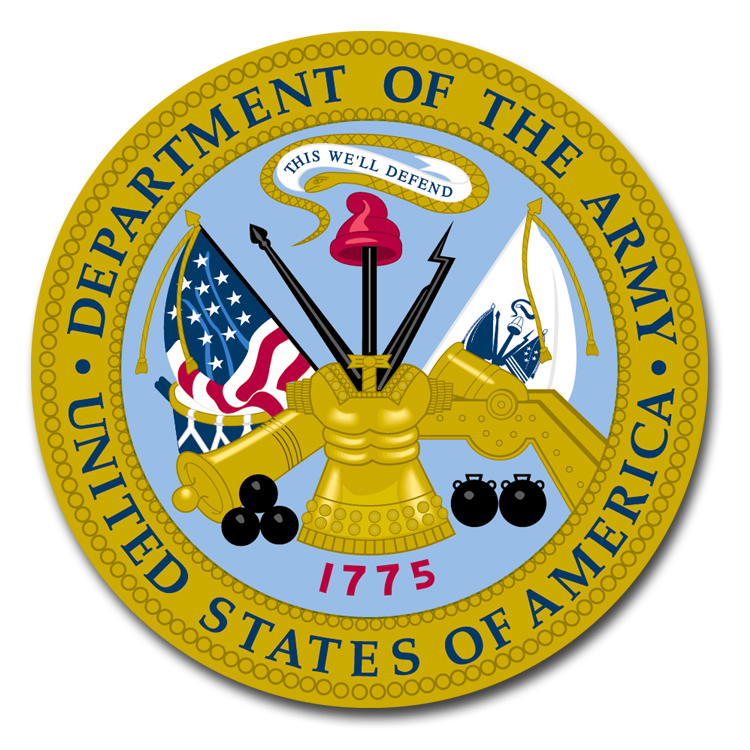 DEPARTMENT OF THE ARMY
THIS WE'LL DEFEND
1775
• UNITED STATES OF AMERICA •